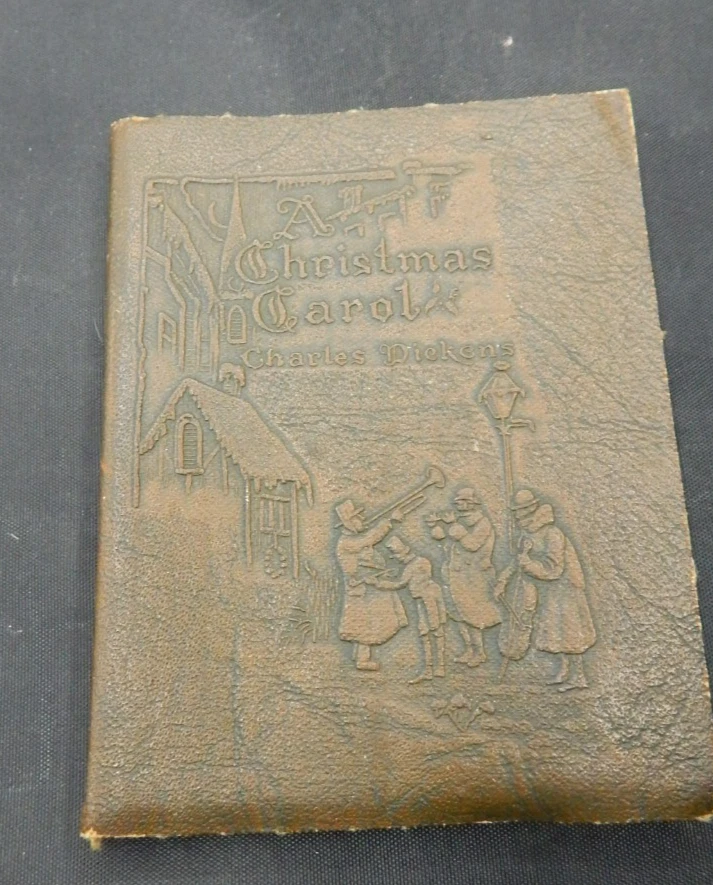 A
Christmas
Carol
Charles Dickens